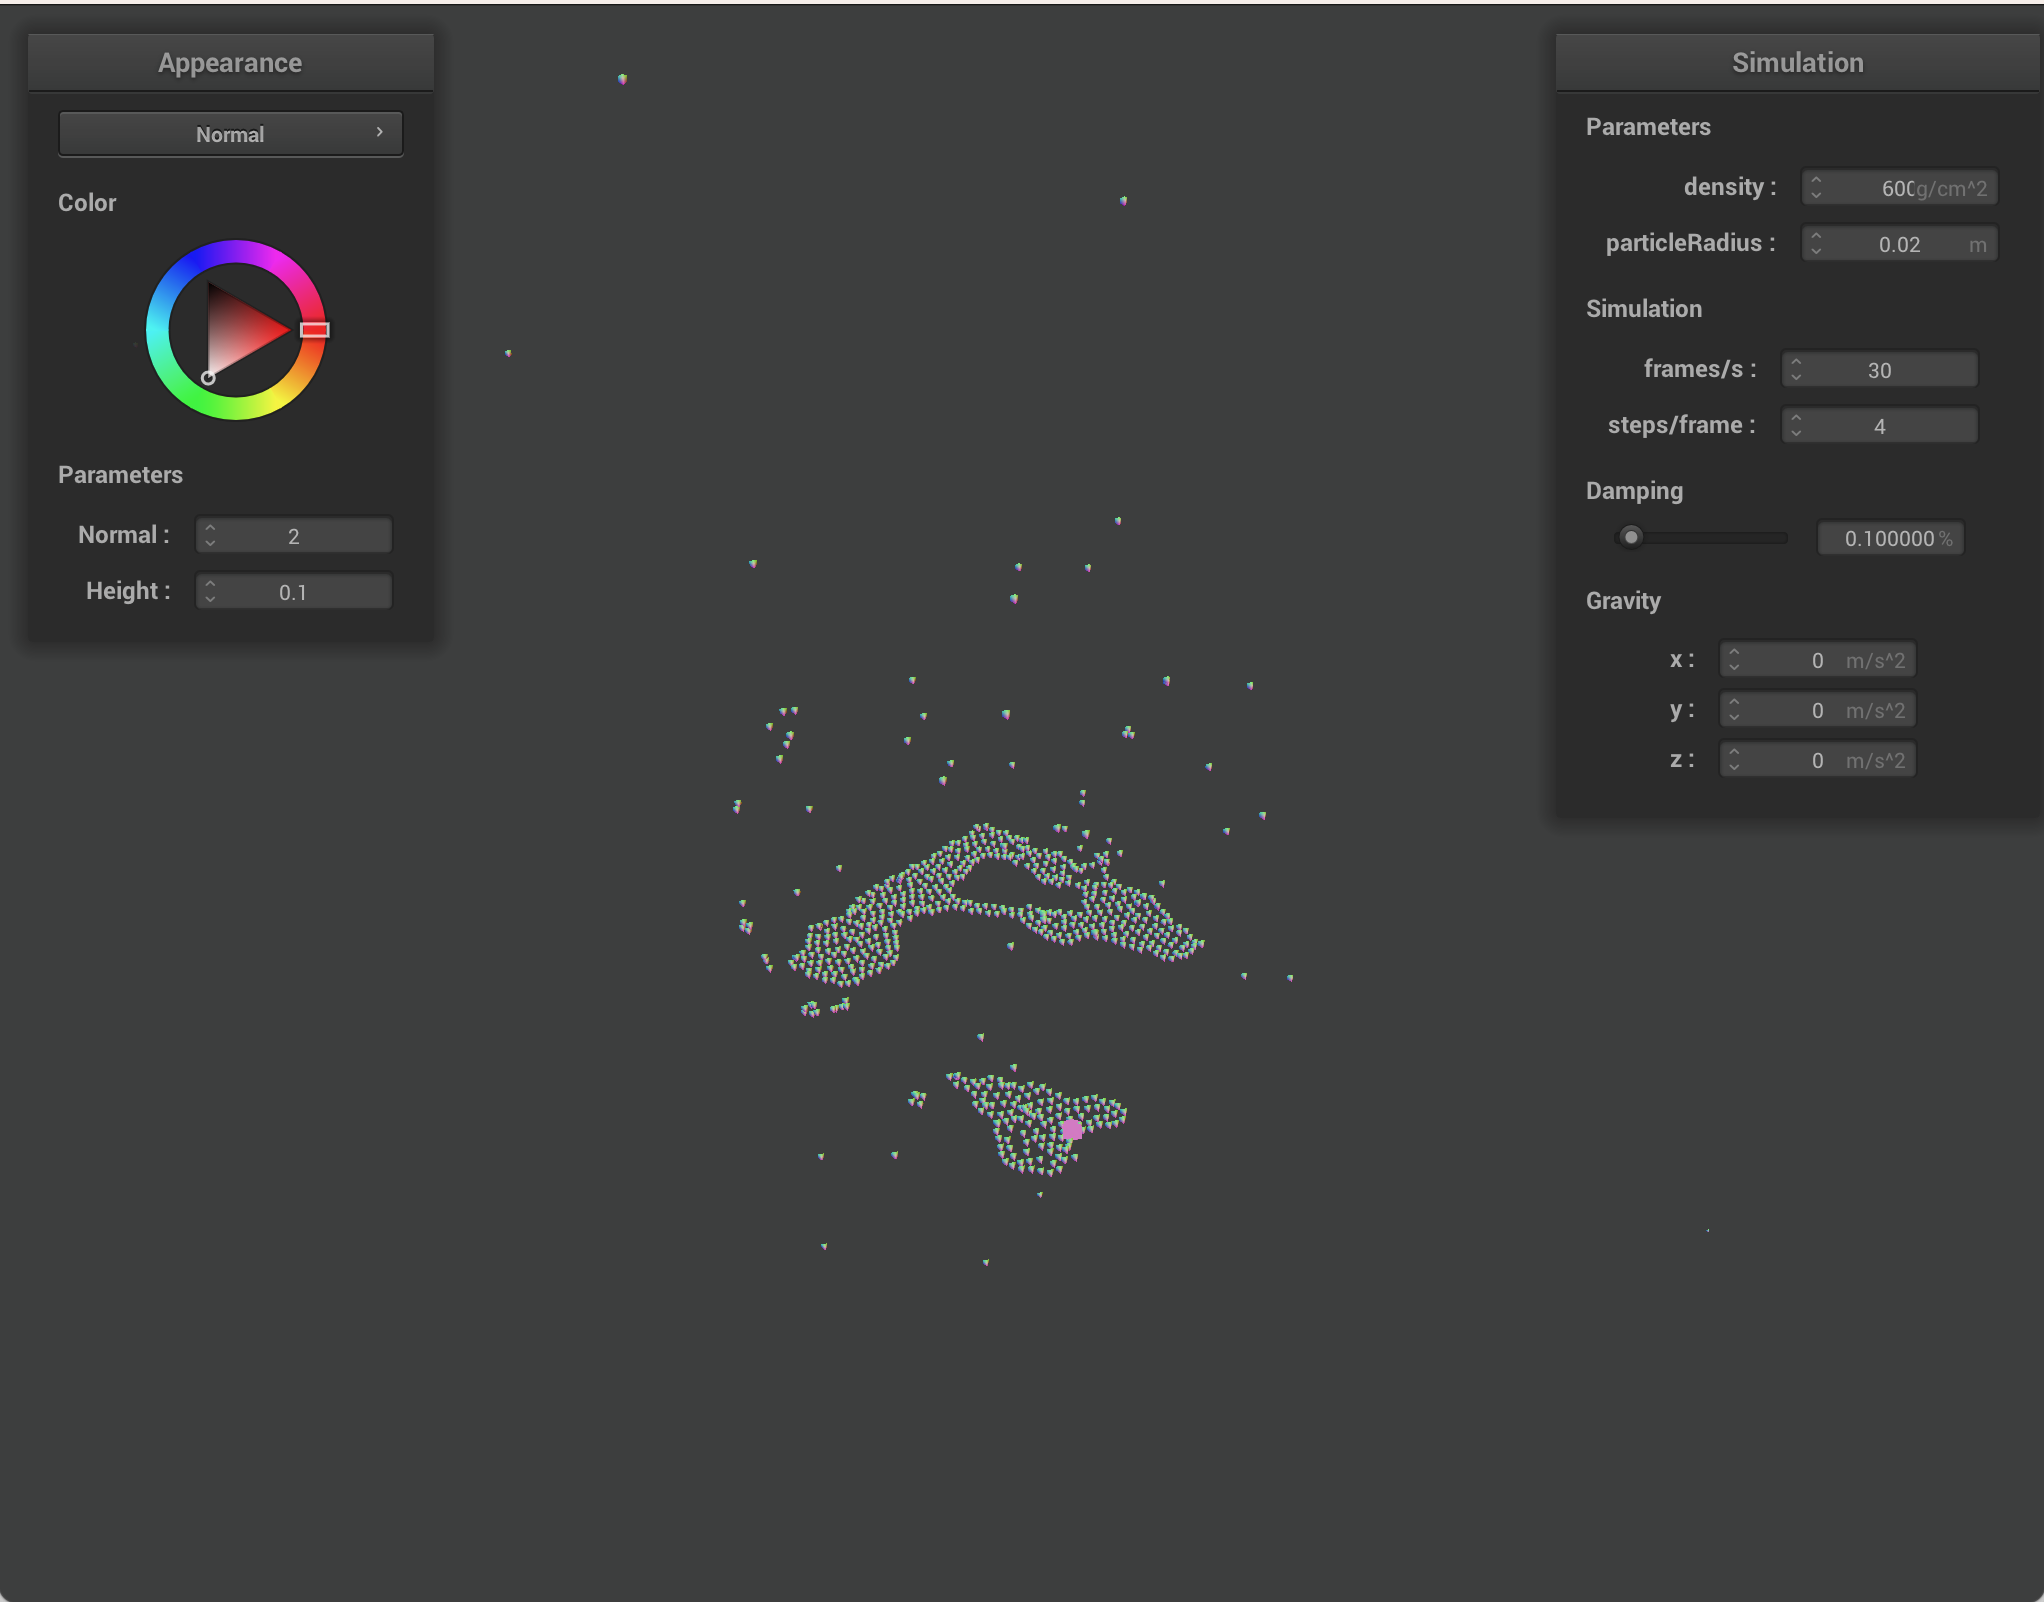 Appearance
Normal
Color
Parameters
Normal : 2
Height : 0.1
Simulation
Parameters
density : 600 g/cm^2
particleRadius : 0.02 m
Simulation
frames/s : 30
steps/frame : 4
Damping
0.100000 %
Gravity
x : 0 m/s^2
y : 0 m/s^2
z : 0 m/s^2